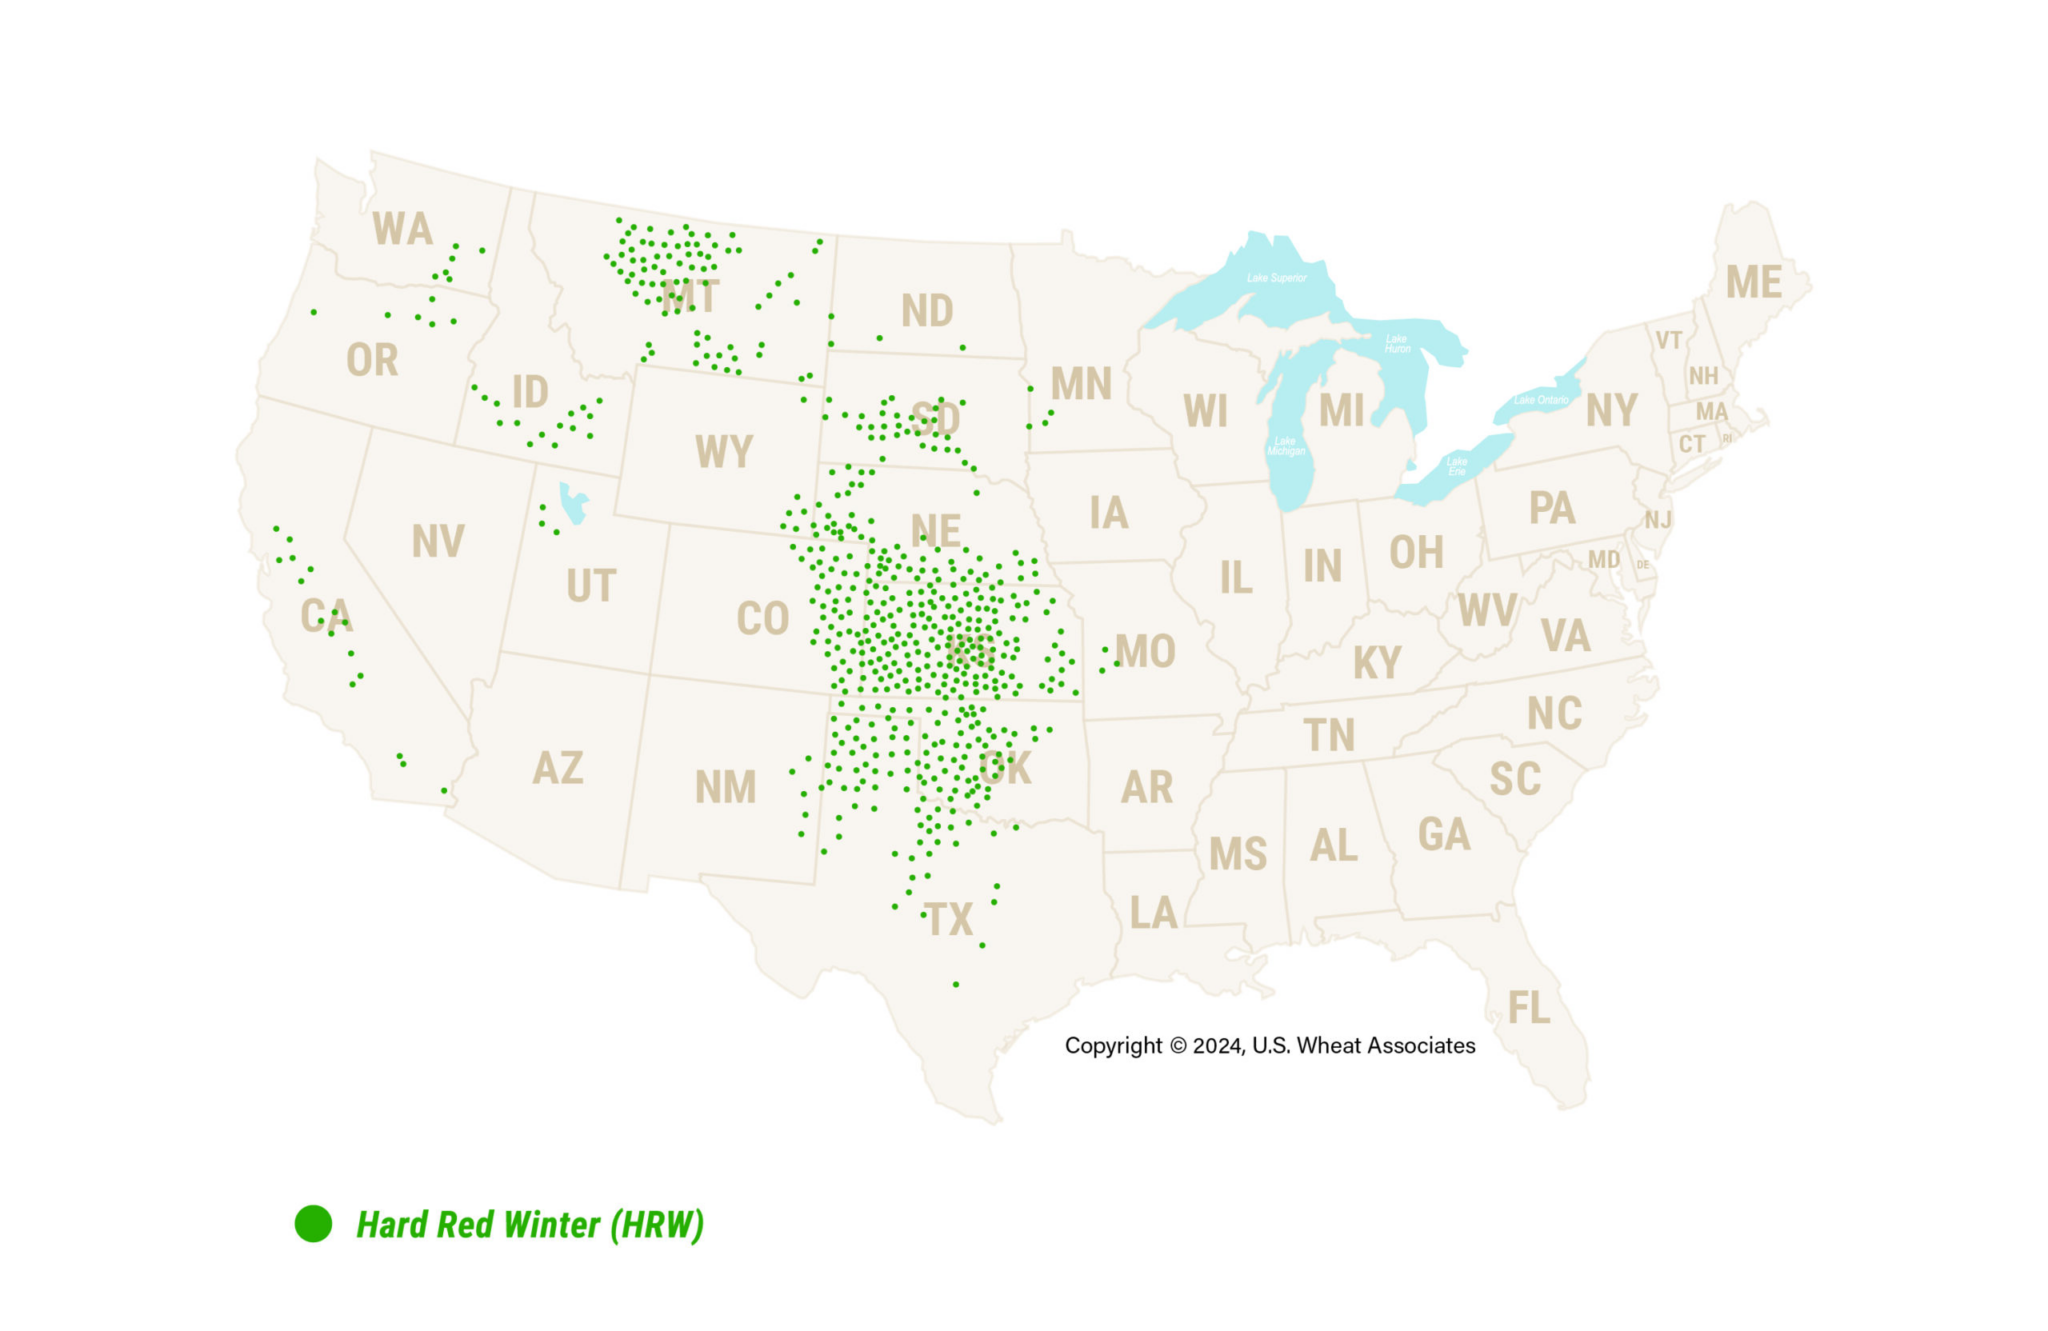 WA
MT
ND
ME
Lake Superior
Lake
Huron
VT
OR
ID
SD
MN
WI
MI
NH
Lake Ontario
NY
MA
CT
RI
WY
Lake
Michigan
Lake
Erie
NV
NE
IA
PA
NJ
UT
IL
IN
OH
MD
DE
CA
CO
KS
MO
KY
WV
VA
AZ
NM
OK
AR
TN
NC
SC
TX
LA
MS
AL
GA
FL
Copyright © 2024, U.S. Wheat Associates
Hard Red Winter (HRW)